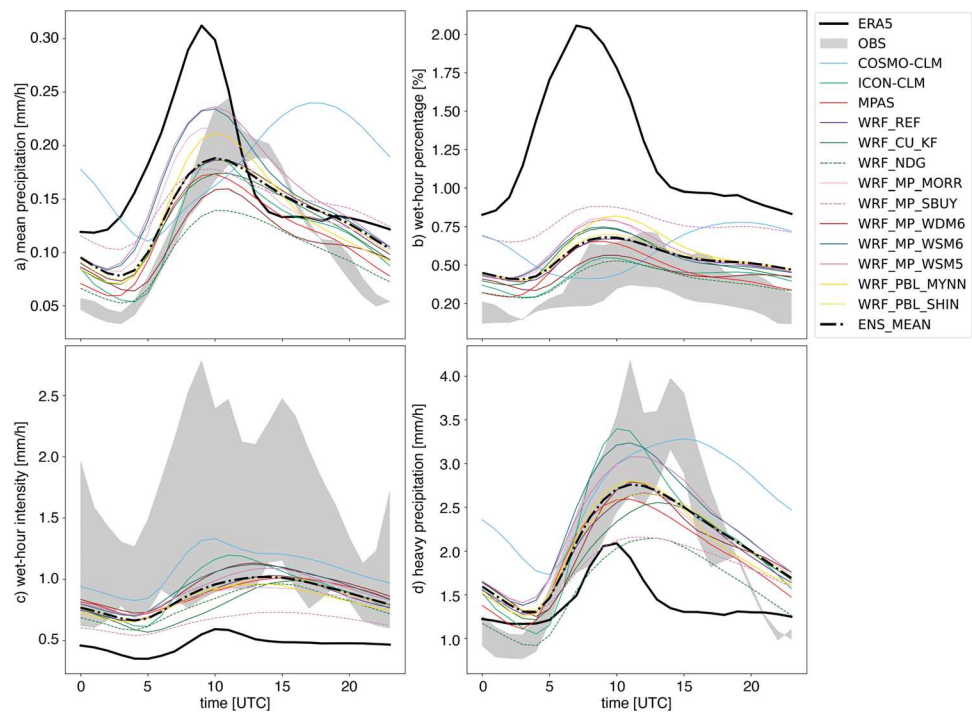 a) mean precipitation [mm/h]
0.30
0.25
0.20
0.15
0.10
0.05
b) wet-hour percentage [%]
2.00
1.75
1.50
1.25
1.00
0.75
0.50
0.20
ERA5
OBS
COSMO-CLM
ICON-CLM
MPAS
WRF_REF
WRF_CU_KF
WRF_NDG
WRF_MP_MORR
WRF_MP_SBUY
WRF_MP_WDM6
WRF_MP_WSM6
WRF_MP_WSM5
WRF_PBL_MYNN
WRF_PBL_SHIN
ENS_MEAN
c) wet-hour intensity [mm/h]
2.5
2.0
1.5
1.0
0.5
0 5 10 15 20
time [UTC]
d) heavy precipitation [mm/h]
4.0
3.5
3.0
2.5
2.0
1.5
1.0
0 5 10 15 20
time [UTC]